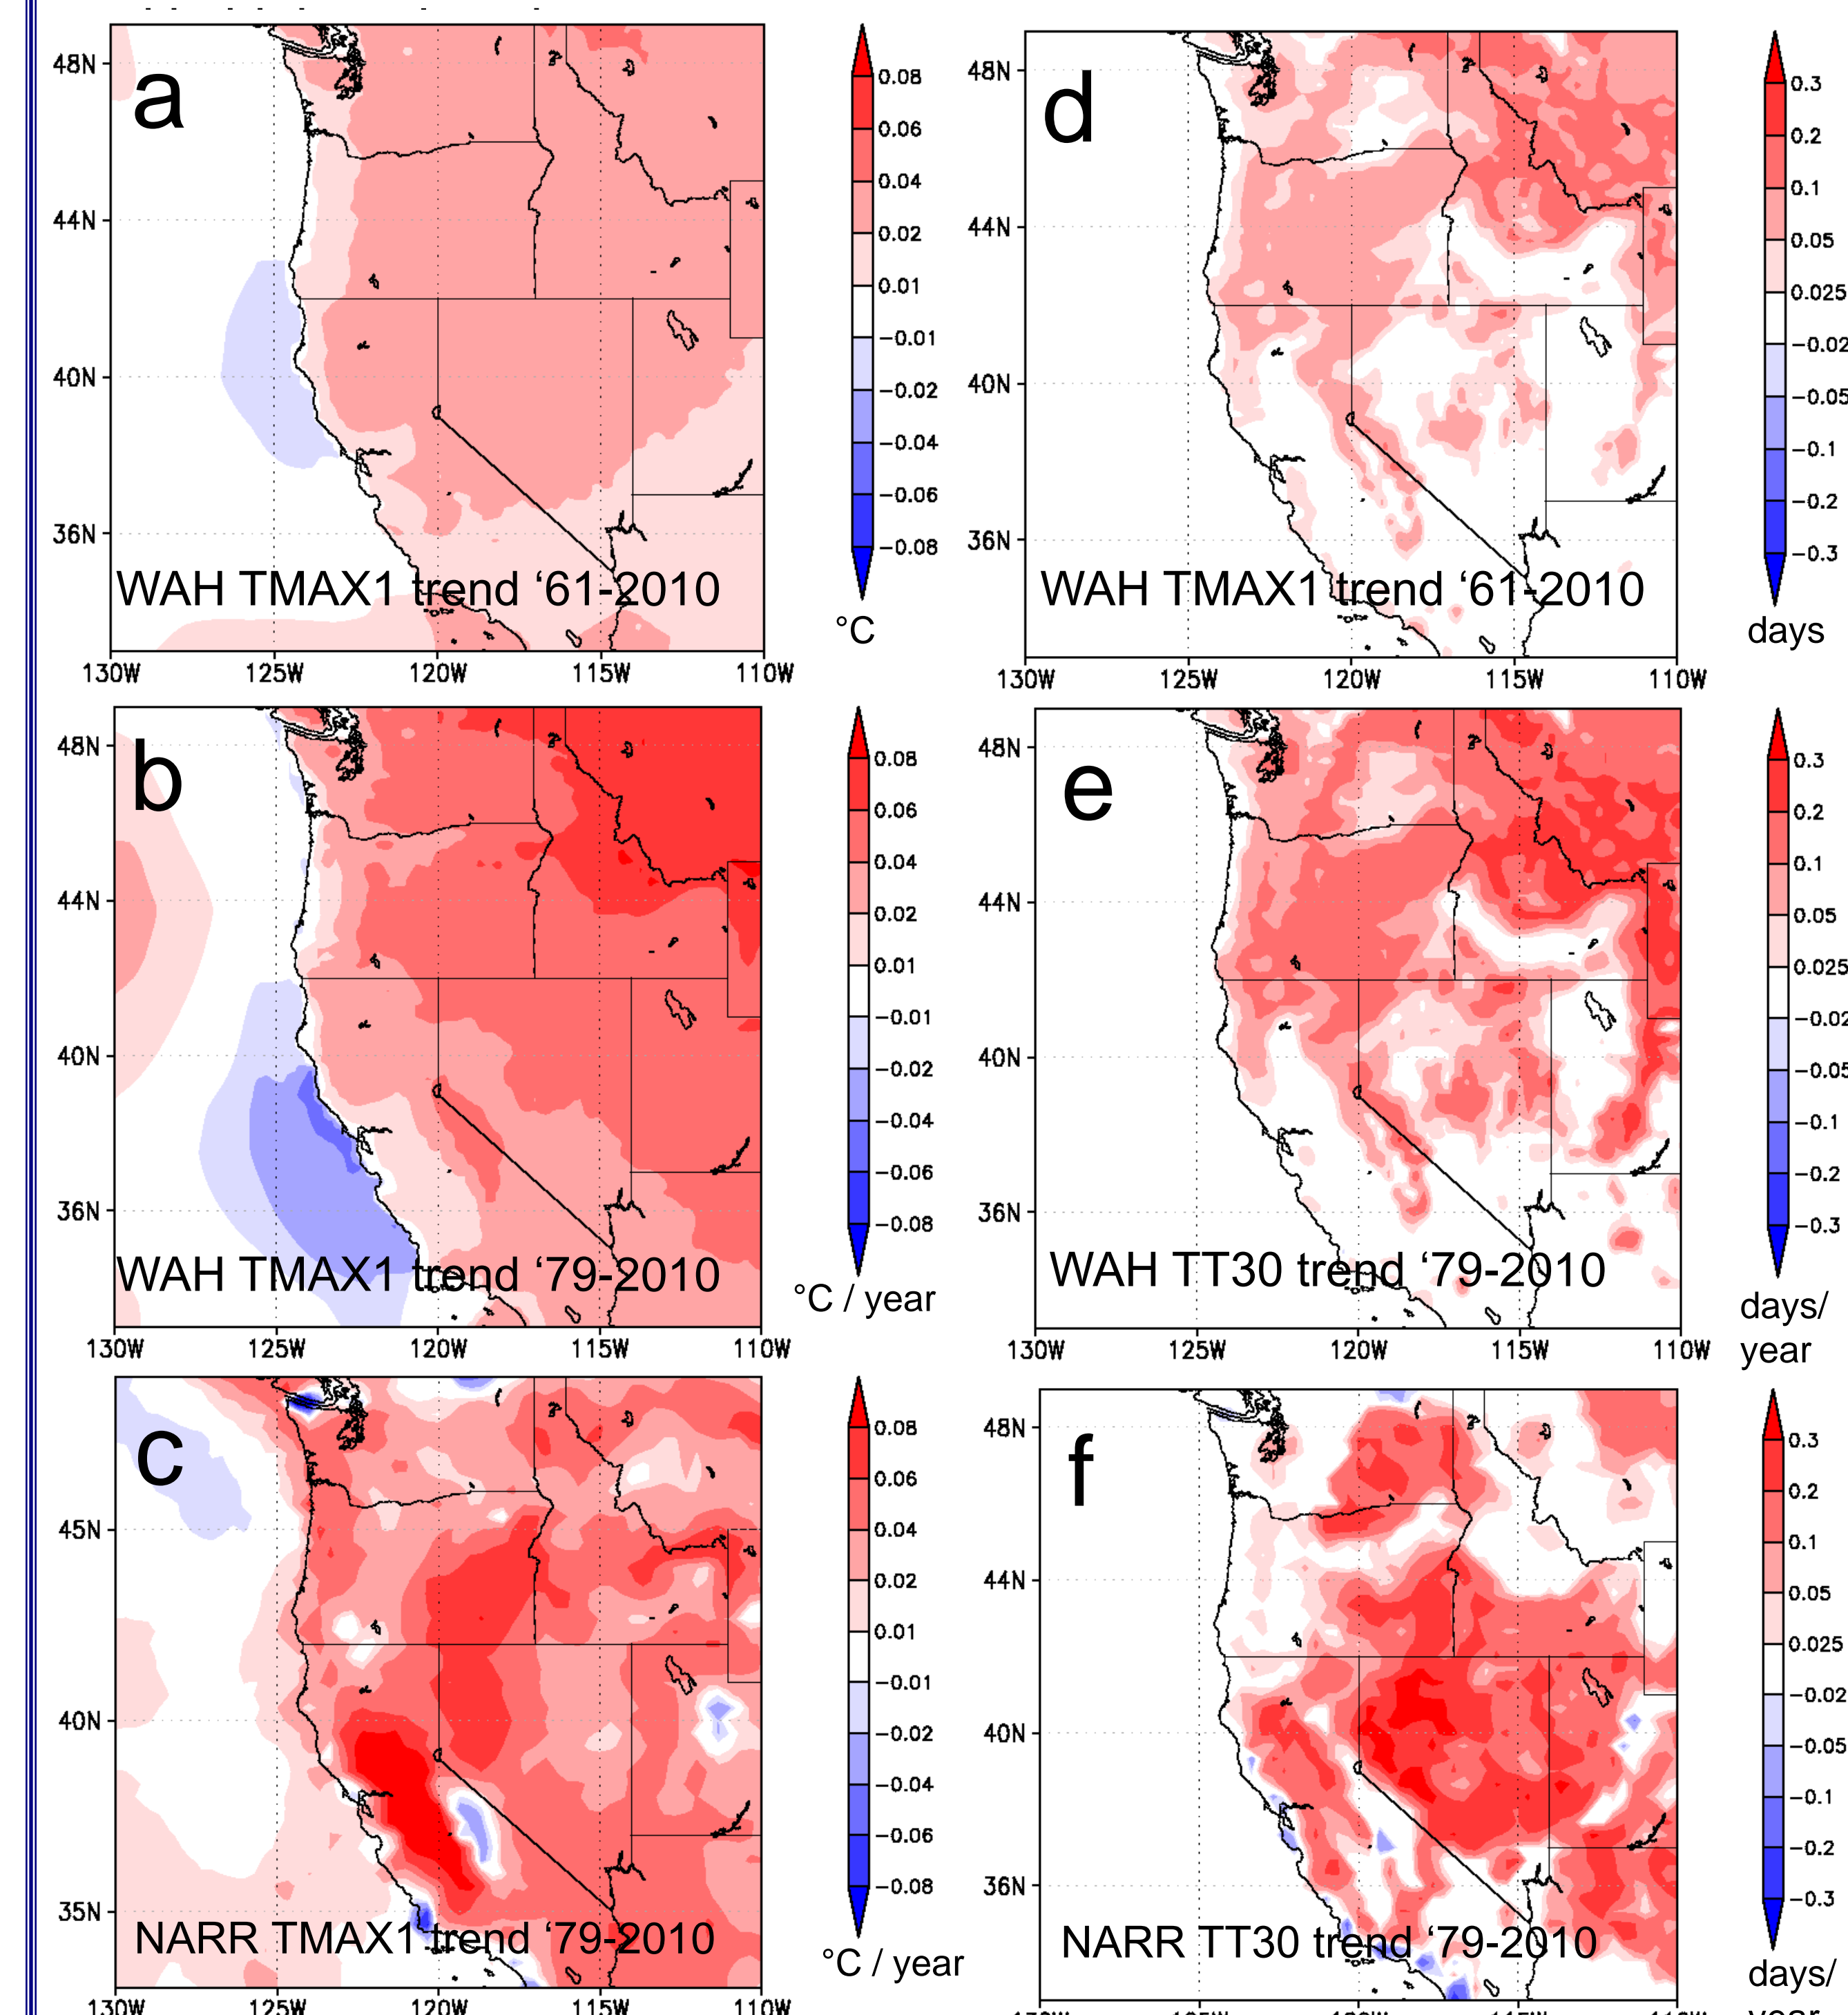 a
48N
44N
40N
36N
130W 125W 120W 115W 110W
WAH TMAX1 trend ‘61-2010
0.08
0.06
0.04
0.02
0.01
−0.01
−0.02
−0.04
−0.06
−0.08
°C
d
48N
44N
40N
36N
130W 125W 120W 115W 110W
WAH TMAX1 trend ‘61-2010
0.3
0.2
0.1
0.05
0.025
−0.02
−0.05
−0.1
−0.2
−0.3
days
b
48N
44N
40N
36N
130W 125W 120W 115W 110W
WAH TMAX1 trend ‘79-2010
0.08
0.06
0.04
0.02
0.01
−0.01
−0.02
−0.04
−0.06
−0.08
°C / year
e
48N
44N
40N
36N
130W 125W 120W 115W 110W
WAH TT30 trend ‘79-2010
0.3
0.2
0.1
0.05
0.025
−0.02
−0.05
−0.1
−0.2
−0.3
days/
year
c
45N
40N
35N
130W 125W 120W 115W 110W
NARR TMAX1 trend ‘79-2010
0.08
0.06
0.04
0.02
0.01
−0.01
−0.02
−0.04
−0.06
−0.08
°C / year
f
48N
44N
40N
36N
NARR TT30 trend ‘79-2010
0.3
0.2
0.1
0.05
0.025
−0.02
−0.05
−0.1
−0.2
−0.3
days/